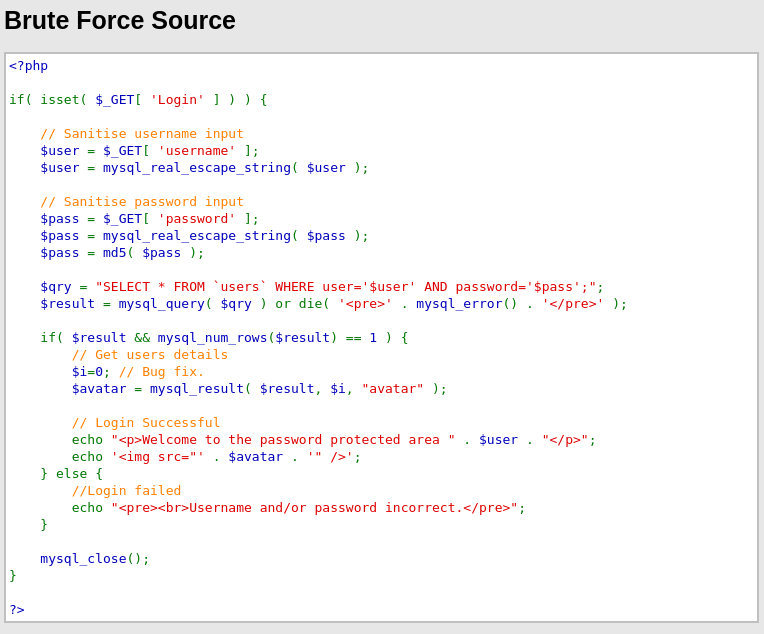 Brute Force Source
<?php
if( isset( $_GET[ 'Login' ] ) ) {
    // Sanitise username input
    $user = $_GET[ 'username' ];
    $user = mysql_real_escape_string( $user );
    // Sanitise password input
    $pass = $_GET[ 'password' ];
    $pass = mysql_real_escape_string( $pass );
    $pass = md5( $pass );
    $qry = "SELECT * FROM `users` WHERE user='$user' AND password='$pass';";
    $result = mysql_query( $qry ) or die( '<pre>' . mysql_error() . '</pre>' );
    if( $result && mysql_num_rows($result) == 1 ) {
        // Get users details
        $i=0; // Bug fix.
        $avatar = mysql_result( $result, $i, "avatar" );
        // Login Successful
        echo "<p>Welcome to the password protected area " . $user . "</p>";
        echo '<img src="' . $avatar . '" />';
    } else {
        //Login failed
        echo "<pre><br>Username and/or password incorrect.</pre>";
    }
    mysql_close();
}
?>